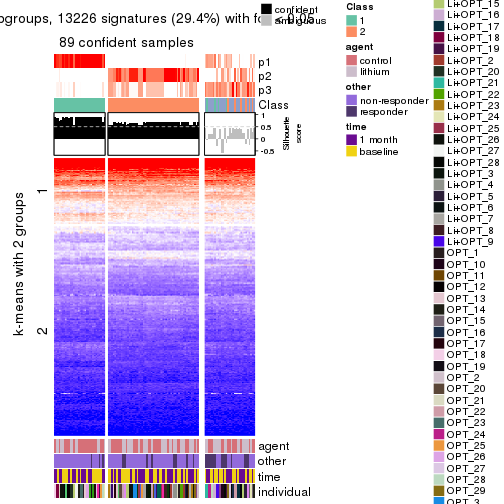 ogroups, 13226 signatures (29.4%) with f
confident
ambiguous
89 confident samples
p1
p2
p3
Class
1
0.5
0
-0.5
Silhouette
score
k-means with 2 groups
1
2
agent
other
time
individual
Class
1
2
agent
control
lithium
other
non-responder
responder
time
1 month
baseline
Li+OPT_15
Li+OPT_16
Li+OPT_17
Li+OPT_18
Li+OPT_19
Li+OPT_2
Li+OPT_20
Li+OPT_21
Li+OPT_22
Li+OPT_23
Li+OPT_24
Li+OPT_25
Li+OPT_26
Li+OPT_27
Li+OPT_28
Li+OPT_3
Li+OPT_4
Li+OPT_5
Li+OPT_6
Li+OPT_7
Li+OPT_8
Li+OPT_9
OPT_1
OPT_10
OPT_11
OPT_12
OPT_13
OPT_14
OPT_15
OPT_16
OPT_17
OPT_18
OPT_19
OPT_2
OPT_20
OPT_21
OPT_22
OPT_23
OPT_24
OPT_25
OPT_26
OPT_27
OPT_28
OPT_29